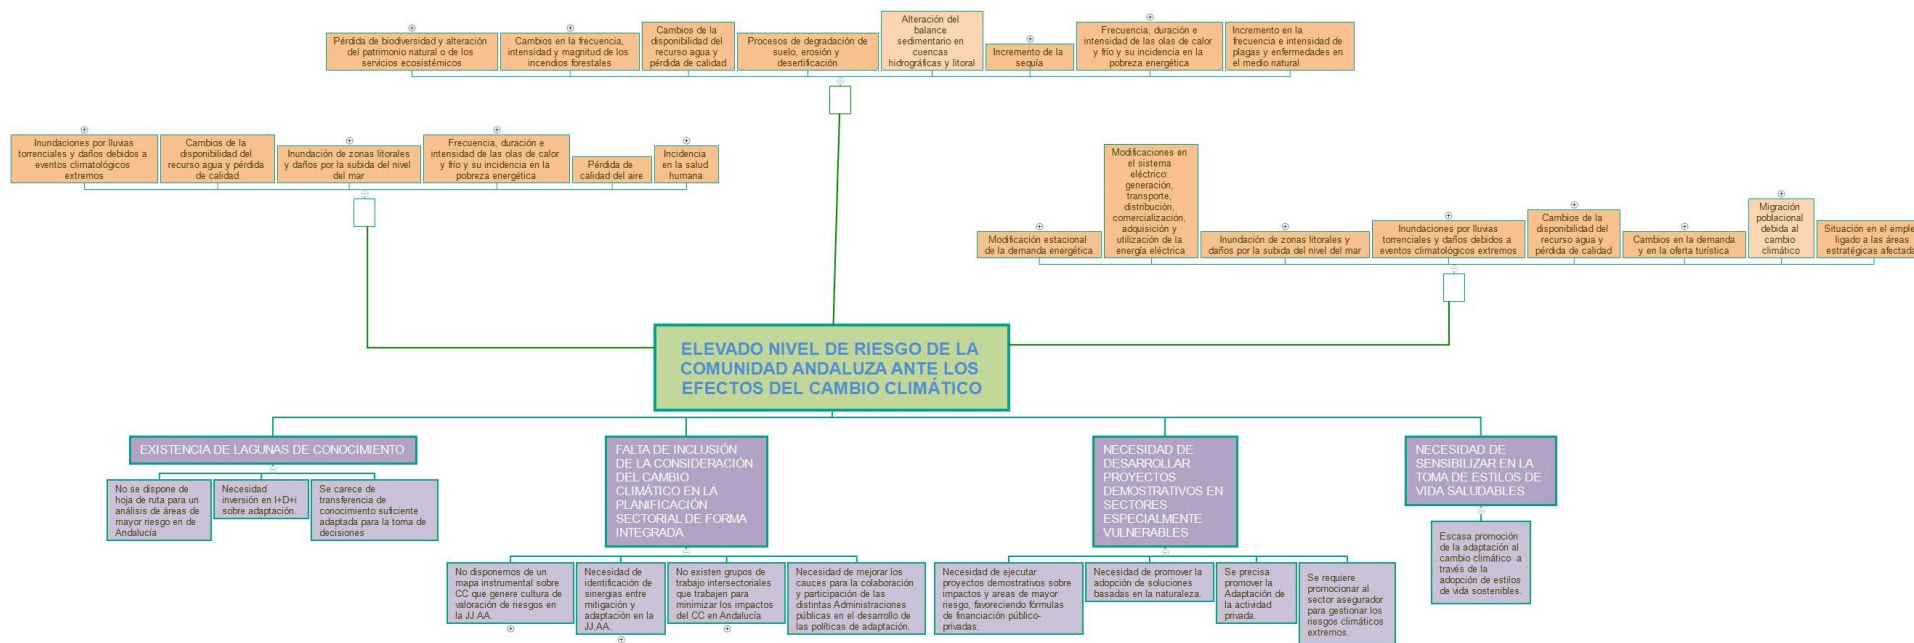 Pérdida de biodiversidad y alteración
del patrimonio natural o de los
servicios ecosistémicos
Cambios en la frecuencia,
intensidad y magnitud de los
incendios forestales
Cambios de la
disponibilidad del
recurso agua y
pérdida de calidad
Procesos de degradación de
suelo, erosión y
desertificación
Alteración del
balance
sedimentario en
cuencas
hidrográficas y litoral
Incremento de la
sequía
Frecuencia, duración e
intensidad de las olas de calor
y frío y su incidencia en la
pobreza energética
Incremento en la
frecuencia e intensidad de
plagas y enfermedades en
el medio natural
Inundaciones por lluvias
torrenciales y daños debidos a
eventos climatológicos
extremos
Cambios de la
disponibilidad del
recurso agua y pérdida
de calidad
Inundación de zonas litorales
y daños por la subida del nivel
del mar
Frecuencia, duración e
intensidad de las olas de calor
y frío y su incidencia en la
pobreza energética
Pérdida de
calidad del aire
Incidencia
en la salud
humana
Modificación estacional
de la demanda energética
Modificaciones en
el sistema
eléctrico:
generación,
transporte,
distribución,
comercialización,
adquisición y
utilización de la
energía eléctrica
Inundación de zonas litorales y
daños por la subida del nivel del mar
Inundaciones por lluvias
torrenciales y daños debidos a
eventos climatológicos extremos
Cambios de la
disponibilidad del
recurso agua y
pérdida de calidad
Cambios en la demanda
y en la oferta turística
Migración
poblacional
debida al
cambio
climático
Situación en el emple
ligado a las áreas
estratégicas afectada
ELEVADO NIVEL DE RIESGO DE LA
COMUNIDAD ANDALUZA ANTE LOS
EFECTOS DEL CAMBIO CLIMÁTICO
EXISTENCIA DE LAGUNAS DE CONOCIMIENTO
No se dispone de
hoja de ruta para un
análisis de áreas de
mayor riesgo en de
Andalucía
Necesidad
inversión en I+D+i
sobre adaptación.
Se carece de
transferencia de
conocimiento suficiente
adaptada para la toma de
decisiones
FALTA DE INCLUSIÓN
DE LA CONSIDERACIÓN
DEL CAMBIO
CLIMÁTICO EN LA
PLANIFICACIÓN
SECTORIAL DE FORMA
INTEGRADA
No disponemos de un
mapa instrumental sobre
CC que genere cultura de
valoración de riesgos en
la JJ.AA.
Necesidad de
identificación de
sinergias entre
mitigación y
adaptación en la
JJ.AA.
No existen grupos de
trabajo intersectoriales
que trabajen para
minimizar los impactos
del CC en Andalucía
Necesidad de mejorar los
cauces para la colaboración
y participación de las
distintas Administraciones
públicas en el desarrollo de
las políticas de adaptación.
NECESIDAD DE
DESARROLLAR
PROYECTOS
DEMOSTRATIVOS EN
SECTORES
ESPECIALMENTE
VULNERABLES
Necesidad de ejecutar
proyectos demostrativos sobre
impactos y areas de mayor
riesgo, favoreciendo fórmulas
de financiación público-
privadas.
Necesidad de promover la
adopción de soluciones
basadas en la naturaleza.
Se precisa
promover la
Adaptación de
la actividad
privada.
Se requiere
promocionar al
sector asegurador
para gestionar los
riesgos climáticos
extremos.
NECESIDAD DE
SENSIBILIZAR EN LA
TOMA DE ESTILOS DE
VIDA SALUDABLES
Escasa promoción
de la adaptación al
cambio climático a
través de la
adopción de estilos
de vida sostenibles.